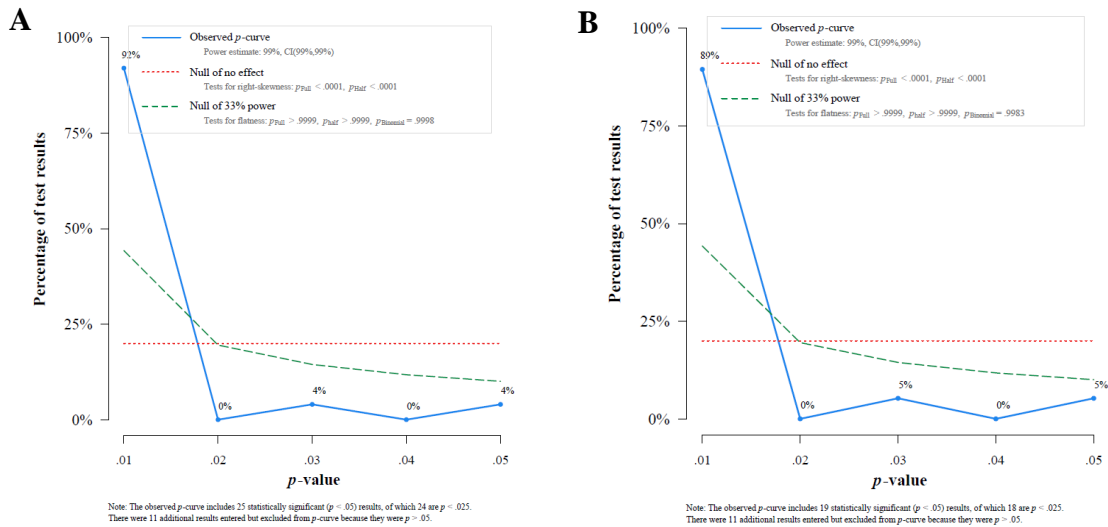 A
100%
75%
50%
25%
0%
Percentage of test results
92%
0%
4%
0%
4%
Observed p-curve
Power estimate: 99%, CI(99%,99%)
Null of no effect
Tests for right-skewness: pFull < .0001, pHalf < .0001
Null of 33% power
Tests for flatness: pFull > .9999, phalf > .9999, pBinomial = .9998
.01 .02 .03 .04 .05
p-value
Note: The observed p-curve includes 25 statistically significant (p < .05) results, of which 24 are p < .025.
There were 11 additional results entered but excluded from p-curve because they were p > .05.
B
100%
75%
50%
25%
0%
Percentage of test results
89%
0%
5%
0%
5%
Observed p-curve
Power estimate: 99%, CI(99%,99%)
Null of no effect
Tests for right-skewness: pFull < .0001, pHalf < .0001
Null of 33% power
Tests for flatness: pFull > .9999, phalf > .9999, pBinomial = .9983
.01 .02 .03 .04 .05
p-value
Note: The observed p-curve includes 19 statistically significant (p < .05) results, of which 18 are p < .025.
There were 11 additional results entered but excluded from p-curve because they were p > .05.